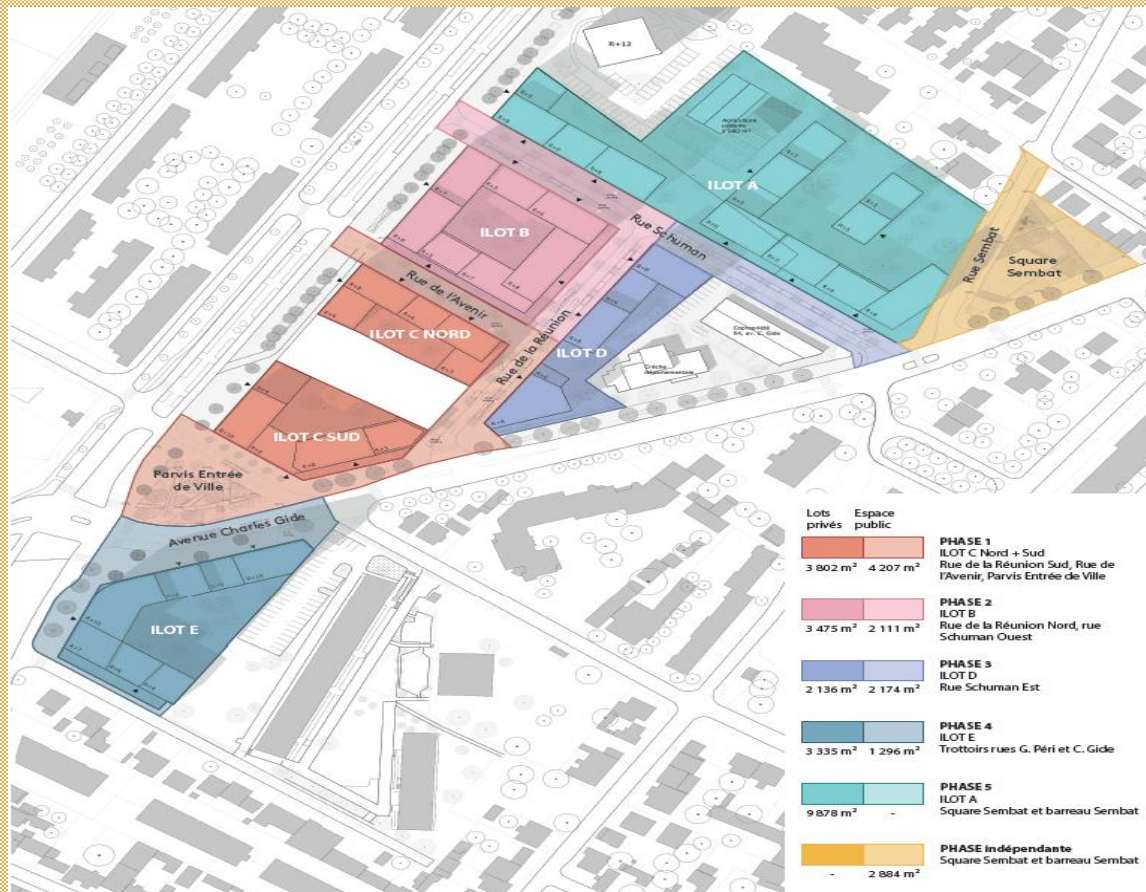 R+12
Agriculture
ILOT A
Rue Schuman
Rue Sembat
Square
Sembat
ILOT B
Rue de l'Avenir
ILOT C NORD
Rue de la Réunion
ILOT D
Copropriété
Crèche
départementale
ILOT C SUD
Parvis Entrée
de Ville
Avenue Charles Gide
ILOT E
Lots privés
Espace public
PHASE 1
ILOT C Nord + Sud
Rue de la Réunion Sud, Rue de
l'Avenir, Parvis Entrée de Ville
3 802 m² 4 207 m²
PHASE 2
ILOT B
Rue de la Réunion Nord, rue
Schuman Ouest
3 475 m² 2 111 m²
PHASE 3
ILOT D
Rue Schuman Est
2 136 m² 2 174 m²
PHASE 4
ILOT E
Trottoirs rues G. Péri et C. Gide
3 335 m² 1 296 m²
PHASE 5
ILOT A
Square Sembat et barreau Sembat
9 878 m² -
PHASE indépendante
Square Sembat et barreau Sembat
- 2 884 m²